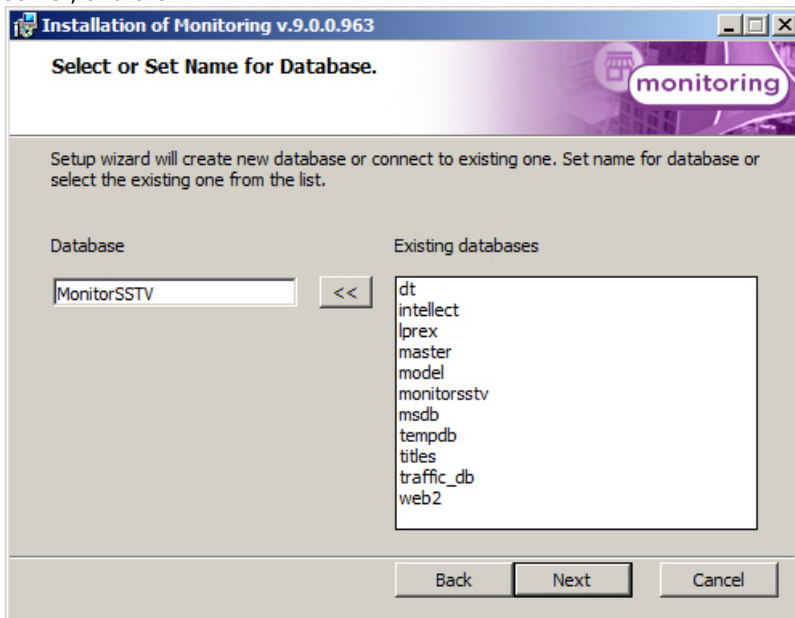 Installation of Monitoring v.9.0.0.963
Select or Set Name for Database.
monitoring
Setup wizard will create new database or connect to existing one. Set name for database or
select the existing one from the list.
Database
Existing databases
MonitorSSTV
<<
dt
intellect
lprex
master
model
monitorsstv
msdb
tempdb
titles
traffic_db
web2
Back
Next
Cancel